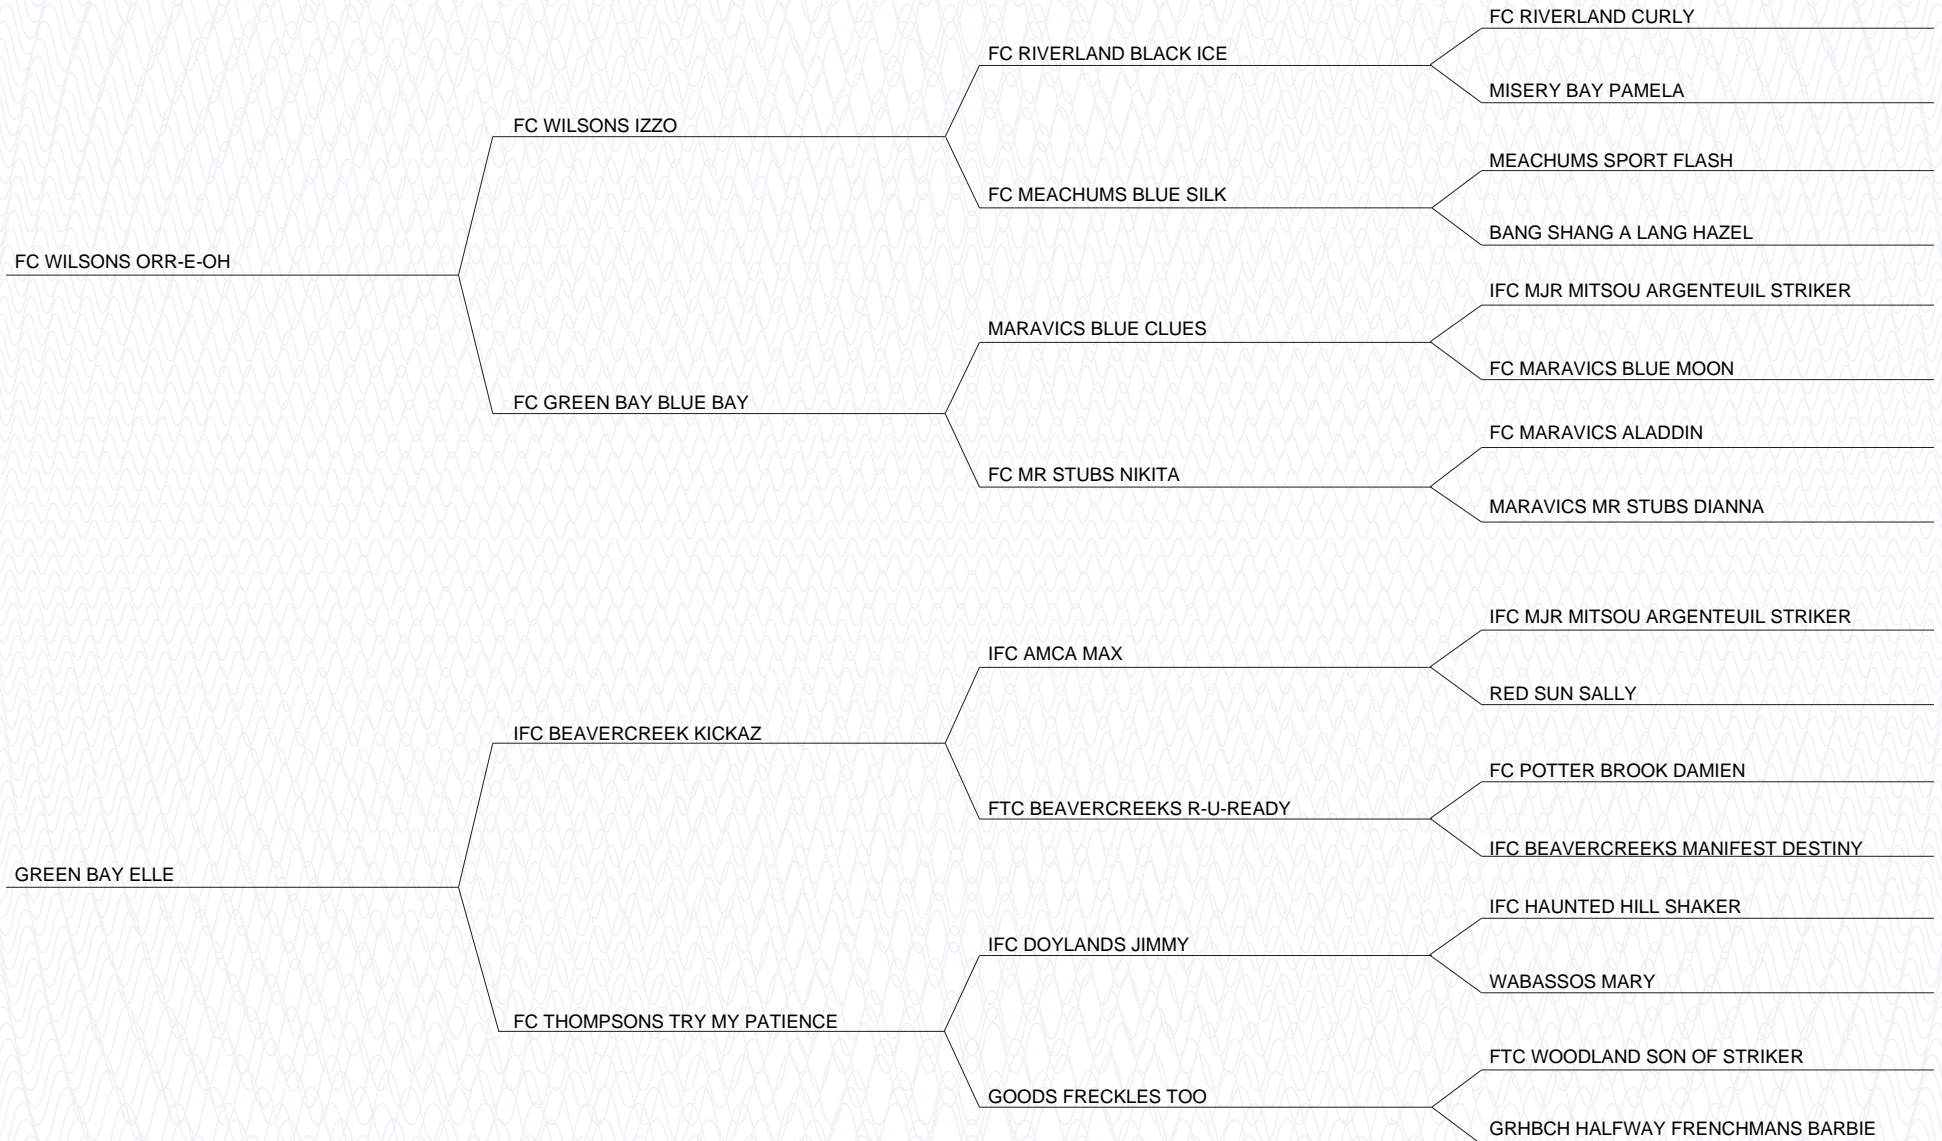 FC RIVERLAND CURLY
FC RIVERLAND BLACK ICE
MISERY BAY PAMELA
FC WILSONS IZZO
MEACHUMS SPORT FLASH
FC MEACHUMS BLUE SILK
BANG SHANG A LANG HAZEL
FC WILSONS ORR-E-OH
IFC MJR MITSOU ARGENTEUIL STRIKER
MARAVICS BLUE CLUES
FC MARAVICS BLUE MOON
FC GREEN BAY BLUE BAY
FC MARAVICS ALADDIN
FC MR STUBS NIKITA
MARAVICS MR STUBS DIANNA
IFC MJR MITSOU ARGENTEUIL STRIKER
IFC AMCA MAX
RED SUN SALLY
IFC BEAVERCREEK KICKAZ
FC POTTER BROOK DAMIEN
FTC BEAVERCREEKS R-U-READY
IFC BEAVERCREEKS MANIFEST DESTINY
GREEN BAY ELLE
IFC HAUNTED HILL SHAKER
IFC DOYLANDS JIMMY
WABASSOS MARY
FC THOMPSONS TRY MY PATIENCE
FTC WOODLAND SON OF STRIKER
GOODS FRECKLES TOO
GRHBCH HALFWAY FRENCHMANS BARBIE